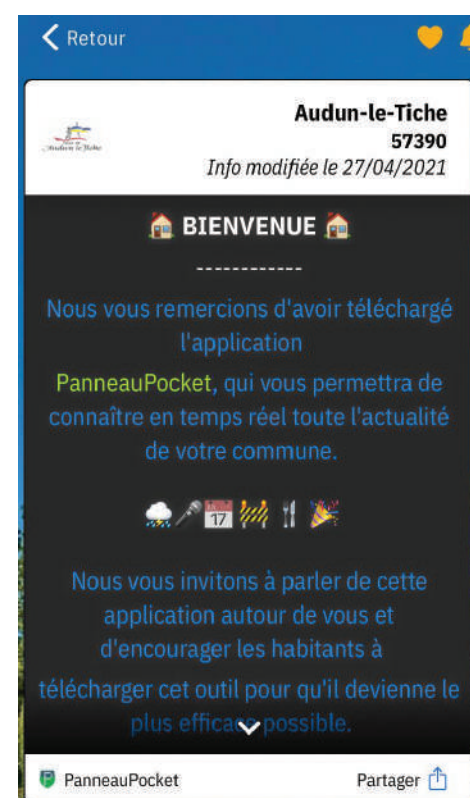 Retour
Audun-le-Tiche
57390
Info modifiée le 27/04/2021
BIENVENUE
------------
Nous vous remercions d'avoir téléchargé
l'application
PanneauPocket, qui vous permettra de
connaître en temps réel toute l'actualité
de votre commune.
17
Nous vous invitons à parler de cette
application autour de vous et
d'encourager les habitants à
télécharger cet outil pour qu'il devienne le
plus efficace possible.
PanneauPocket
Partager